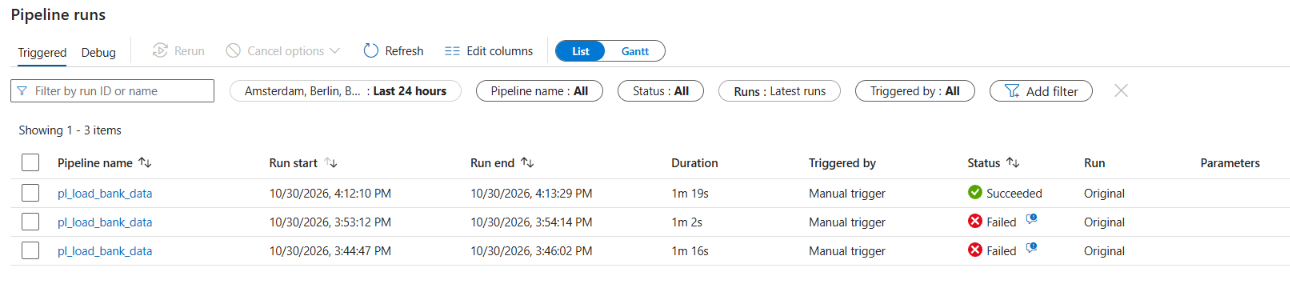 Pipeline runs
Triggered Debug Rerun Cancel options Refresh Edit columns List Gantt
Filter by run ID or name Amsterdam, Berlin, B... : Last 24 hours Pipeline name : All Status : All Runs : Latest runs Triggered by : All Add filter
Showing 1 - 3 items
Pipeline name Run start Run end Duration Triggered by Status Run Parameters
pl_load_bank_data 10/30/2026, 4:12:10 PM 10/30/2026, 4:13:29 PM 1m 19s Manual trigger Succeeded Original
pl_load_bank_data 10/30/2026, 3:53:12 PM 10/30/2026, 3:54:14 PM 1m 2s Manual trigger Failed Original
pl_load_bank_data 10/30/2026, 3:44:47 PM 10/30/2026, 3:46:02 PM 1m 16s Manual trigger Failed Original